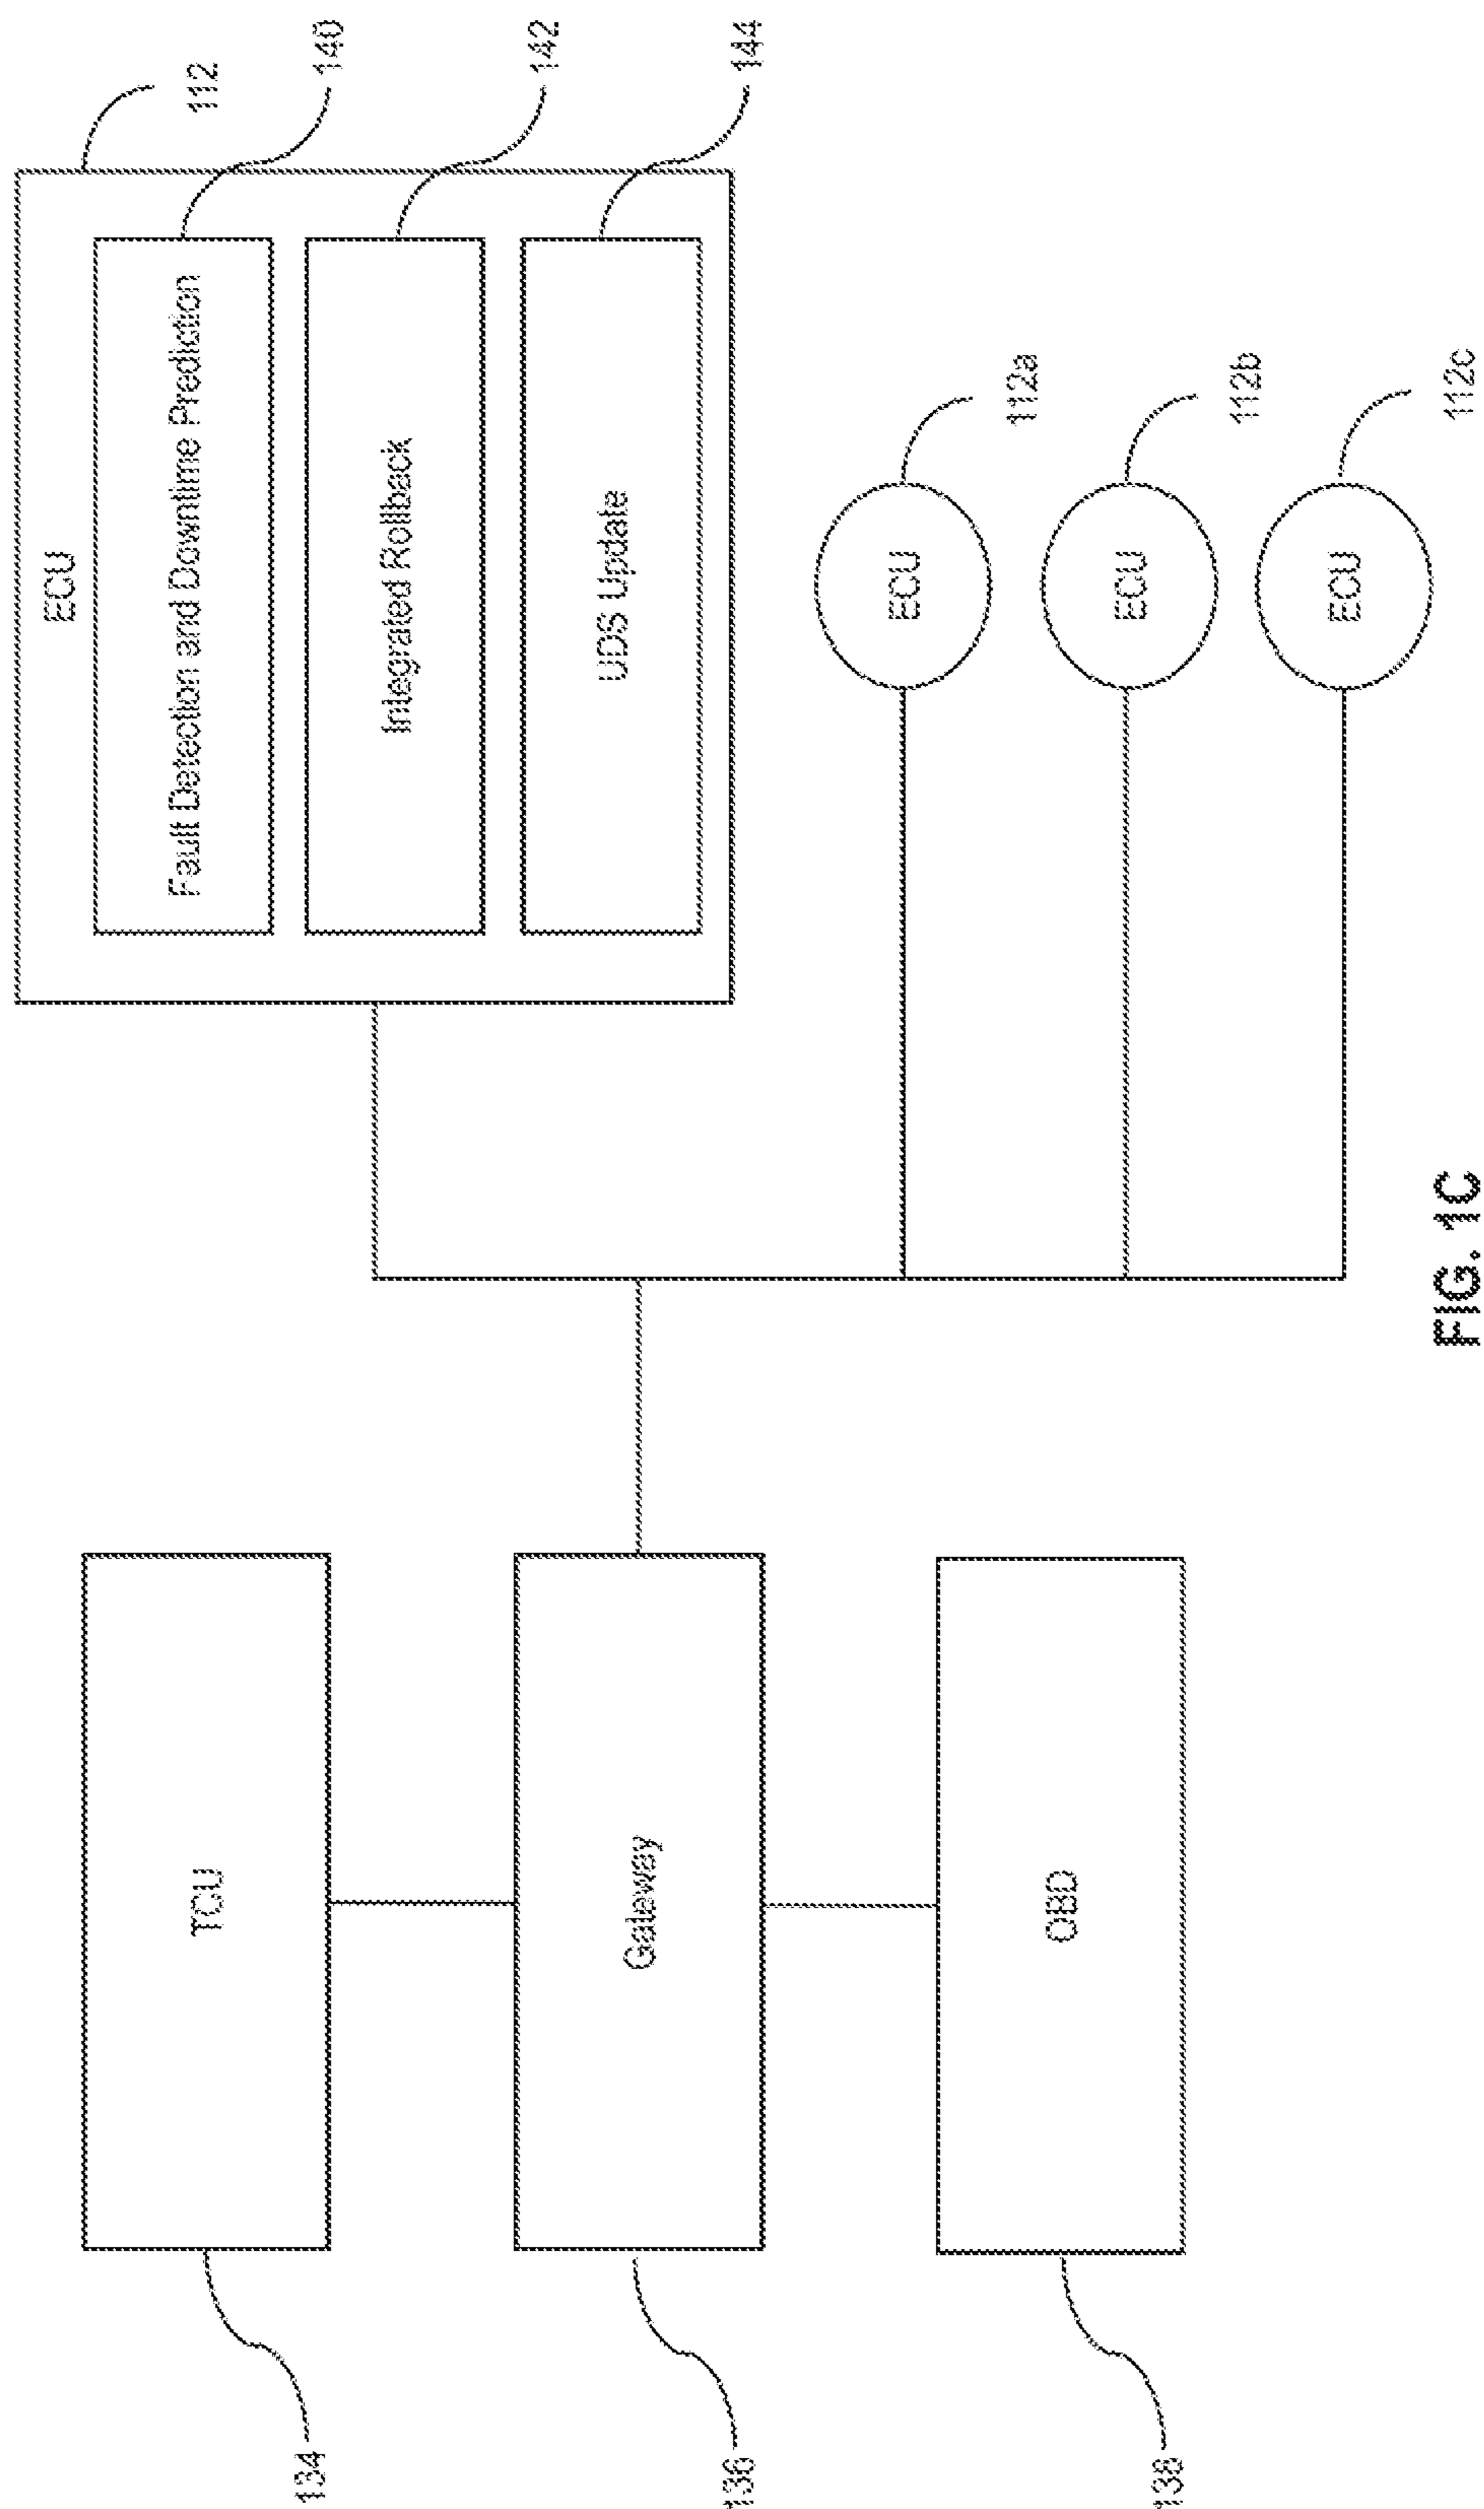 ECU
112
Fault Detection and Downtime Prediction
140
Integrated Rollback
142
UDS Update
144
TCU
134
Gateway
136
OBD
138
ECU
112a
ECU
112b
ECU
112c
FIG. 1C